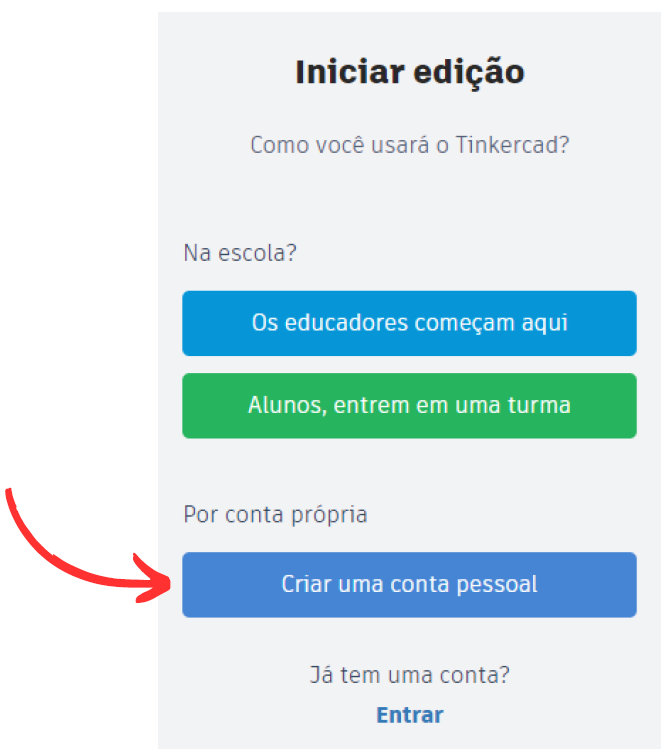 Iniciar edição
Como você usará o Tinkercad?
Na escola?
Os educadores começam aqui
Alunos, entrem em uma turma
Por conta própria
Criar uma conta pessoal
Já tem uma conta?
Entrar